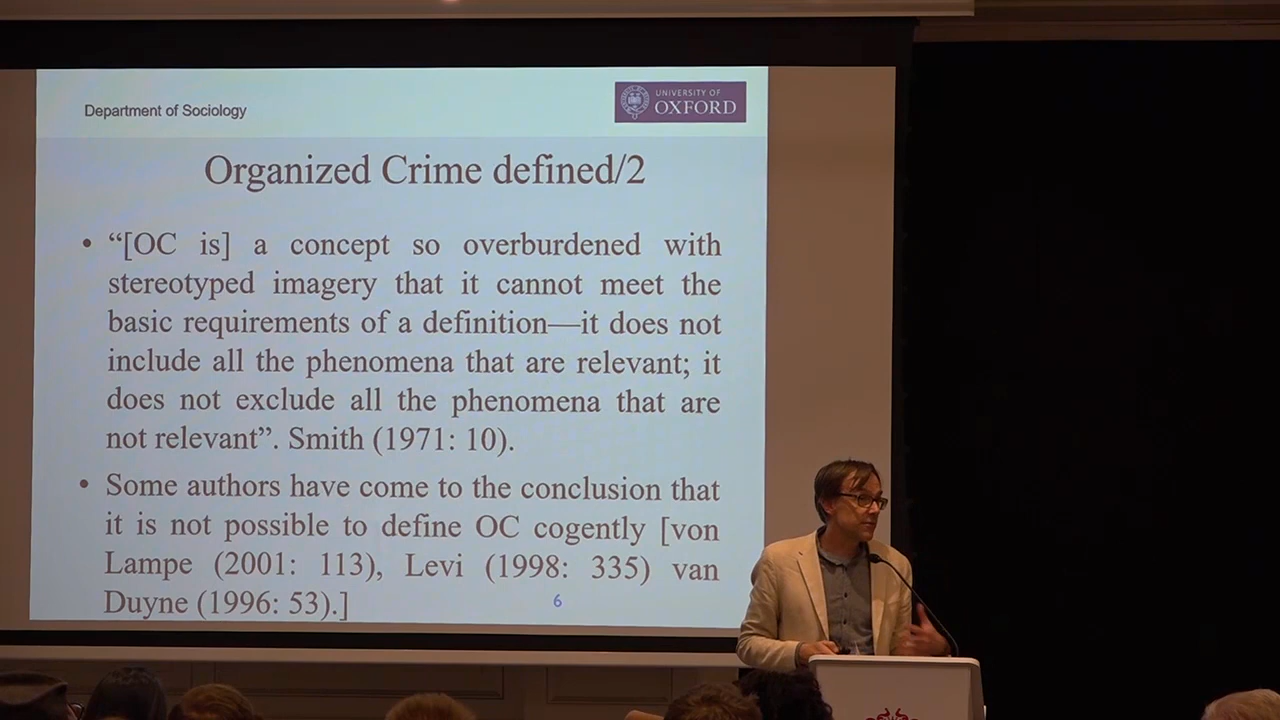 Department of Sociology
UNIVERSITY OF
OXFORD
Organized Crime defined/2
• “[OC is] a concept so overburdened with
stereotyped imagery that it cannot meet the
basic requirements of a definition—it does not
include all the phenomena that are relevant; it
does not exclude all the phenomena that are
not relevant”. Smith (1971: 10).
• Some authors have come to the conclusion that
it is not possible to define OC cogently [von
Lampe (2001: 113), Levi (1998: 335) van
Duyne (1996: 53).]
6